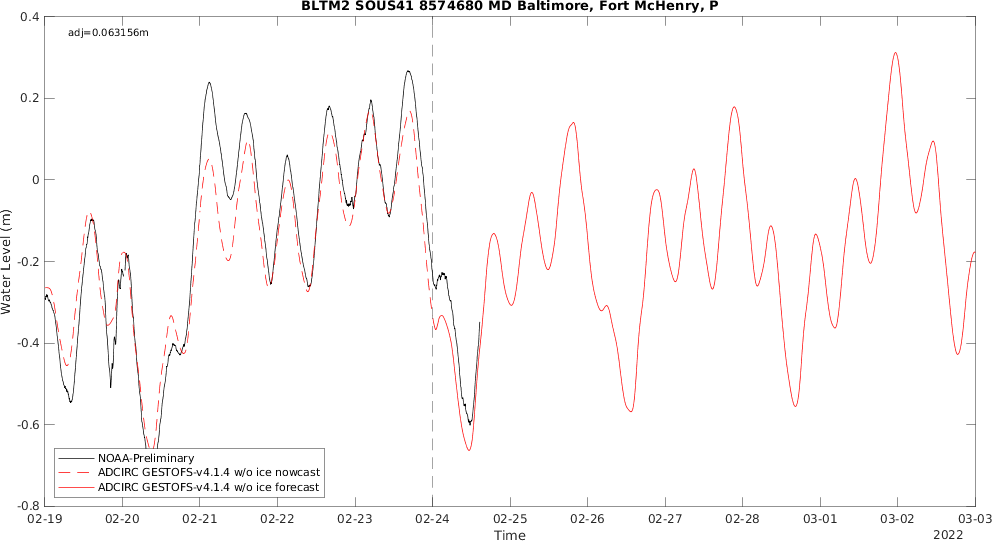 BLTM2 SOUS41 8574680 MD Baltimore, Fort McHenry, P
adj=0.063156m
0.4
0.2
0
-0.2
-0.4
-0.6
-0.8
Water Level (m)
NOAA-Preliminary
ADCIRC GESTOFS-v4.1.4 w/o ice nowcast
ADCIRC GESTOFS-v4.1.4 w/o ice forecast
02-19 02-20 02-21 02-22 02-23 02-24 02-25 02-26 02-27 02-28 03-01 03-02 03-03
Time
2022